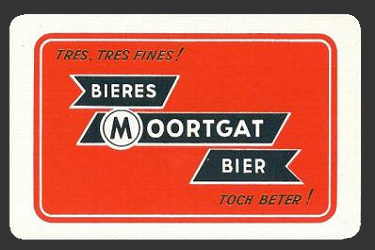 TRES, TRES FINES!
BIERES
MOORTGAT
BIER
TOCH BETER!